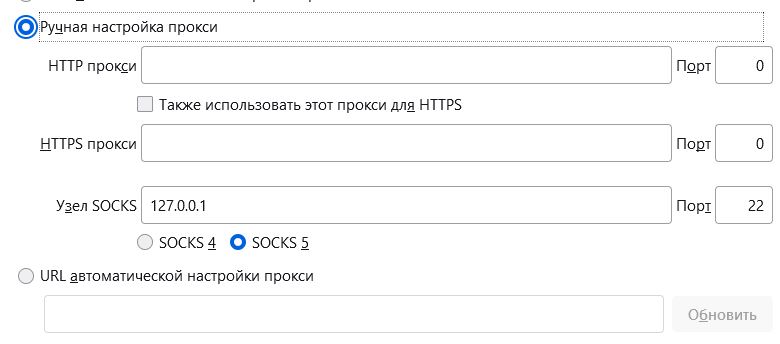 Ручная настройка прокси
HTTP прокси Порт 0
Также использовать этот прокси для HTTPS
HTTPS прокси Порт 0
Узел SOCKS 127.0.0.1 Порт 22
SOCKS 4 SOCKS 5
URL автоматической настройки прокси
Обновить